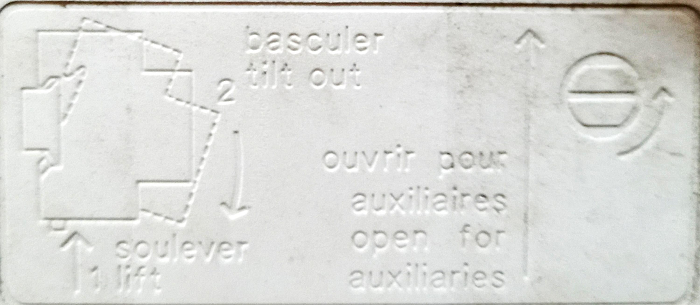 basculer
tilt out
2
ouvrir pour
auxiliaires
open for
auxiliaries
soulever
1 lift